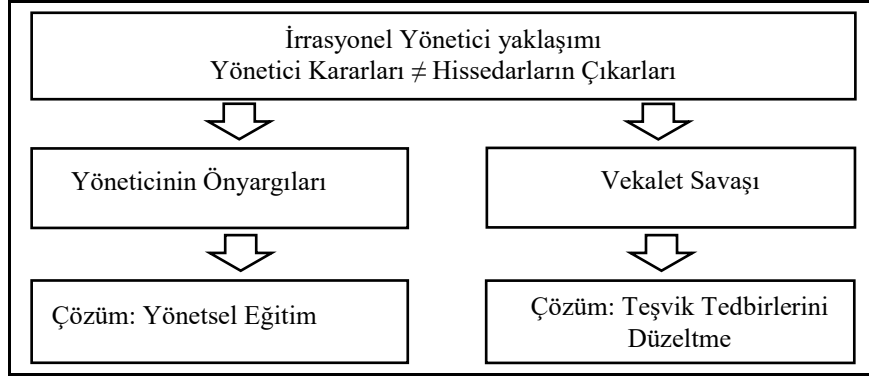 İrrasyonel Yönetici yaklaşımı
Yönetici Kararları ≠ Hissedarların Çıkarları
Yöneticinin Önyargıları
Vekalet Savaşı
Çözüm: Yönetsel Eğitim
Çözüm: Teşvik Tedbirlerini
Düzeltme